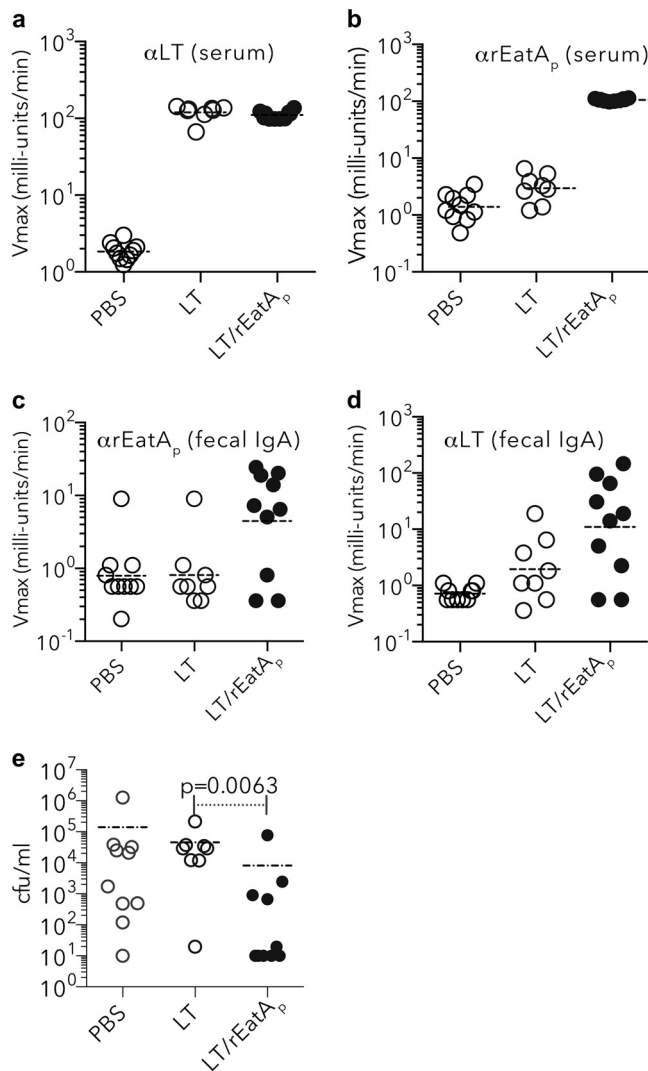 a
αLT (serum)
Vmax (milli-units/min)
10³
10²
10¹
10⁰
PBS
LT
LT/rEatAₚ
b
αrEatAₚ (serum)
Vmax (milli-units/min)
10³
10²
10¹
10⁰
10⁻¹
PBS
LT
LT/rEatAₚ
c
αrEatAₚ (fecal IgA)
Vmax (milli-units/min)
10²
10¹
10⁰
10⁻¹
PBS
LT
LT/rEatAₚ
d
αLT (fecal IgA)
Vmax (milli-units/min)
10³
10²
10¹
10⁰
10⁻¹
PBS
LT
LT/rEatAₚ
e
p=0.0063
cfu/ml
10⁷
10⁶
10⁵
10⁴
10³
10²
10¹
10⁰
PBS
LT
LT/rEatAₚ